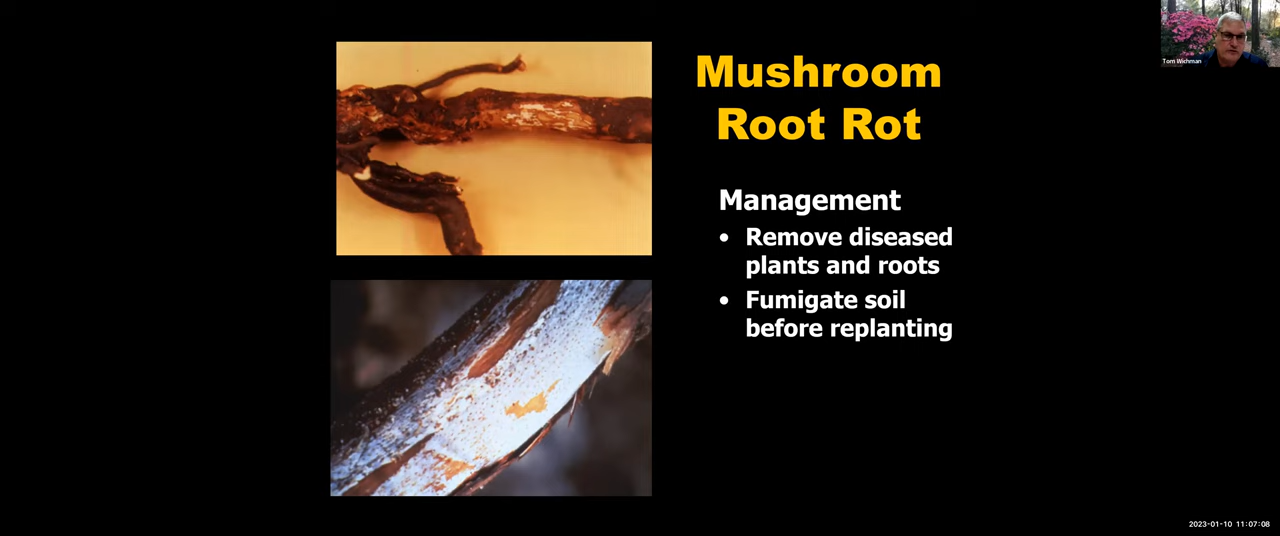 Mushroom
Root Rot
Management
• Remove diseased
plants and roots
• Fumigate soil
before replanting
Tom Wichman
2023-01-10 11:07:08